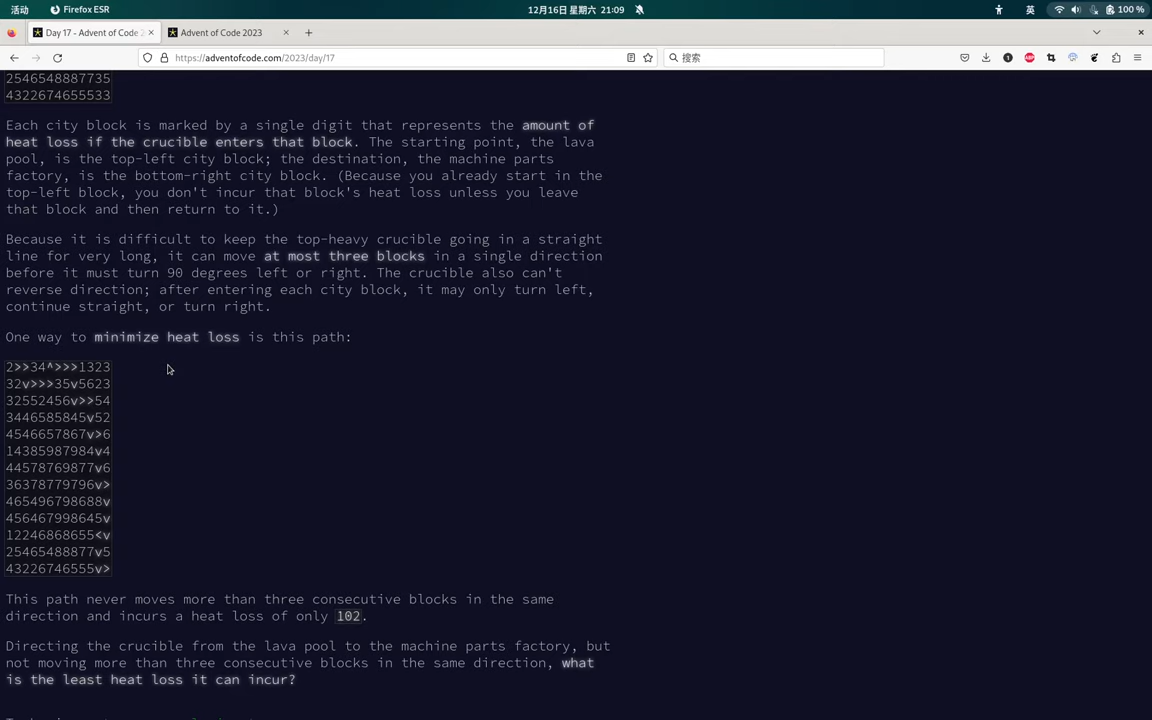 活动
Firefox ESR
12月16日 星期六 21:09
英
100 %
Day 17 - Advent of Code 2
Advent of Code 2023
https://adventofcode.com/2023/day/17
搜索
2546548887735
4322674655533
Each city block is marked by a single digit that represents the amount of
heat loss if the crucible enters that block. The starting point, the lava
pool, is the top-left city block; the destination, the machine parts
factory, is the bottom-right city block. (Because you already start in the
top-left block, you don't incur that block's heat loss unless you leave
that block and then return to it.)
Because it is difficult to keep the top-heavy crucible going in a straight
line for very long, it can move at most three blocks in a single direction
before it must turn 90 degrees left or right. The crucible also can't
reverse direction; after entering each city block, it may only turn left,
continue straight, or turn right.
One way to minimize heat loss is this path:
2>>34^>>>1323
32v>>>35v5623
32552456v>>54
3446585845v52
4546657867v>6
14385987984v4
44578769877v6
36378779796v>
465496798688v
456467998645v
12246868655<v
25465488877v5
43226746555v>
This path never moves more than three consecutive blocks in the same
direction and incurs a heat loss of only 102.
Directing the crucible from the lava pool to the machine parts factory, but
not moving more than three consecutive blocks in the same direction, what
is the least heat loss it can incur?